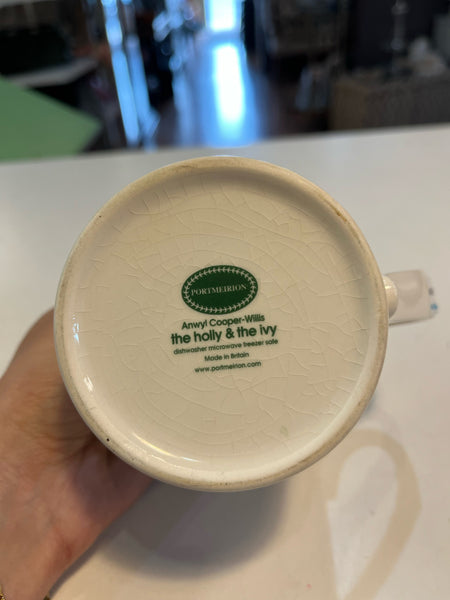 PORTMEIRION
Anwyl Cooper-Willis
the holly & the ivy
dishwasher microwave freezer safe
Made in Britain
www.portmeirion.com